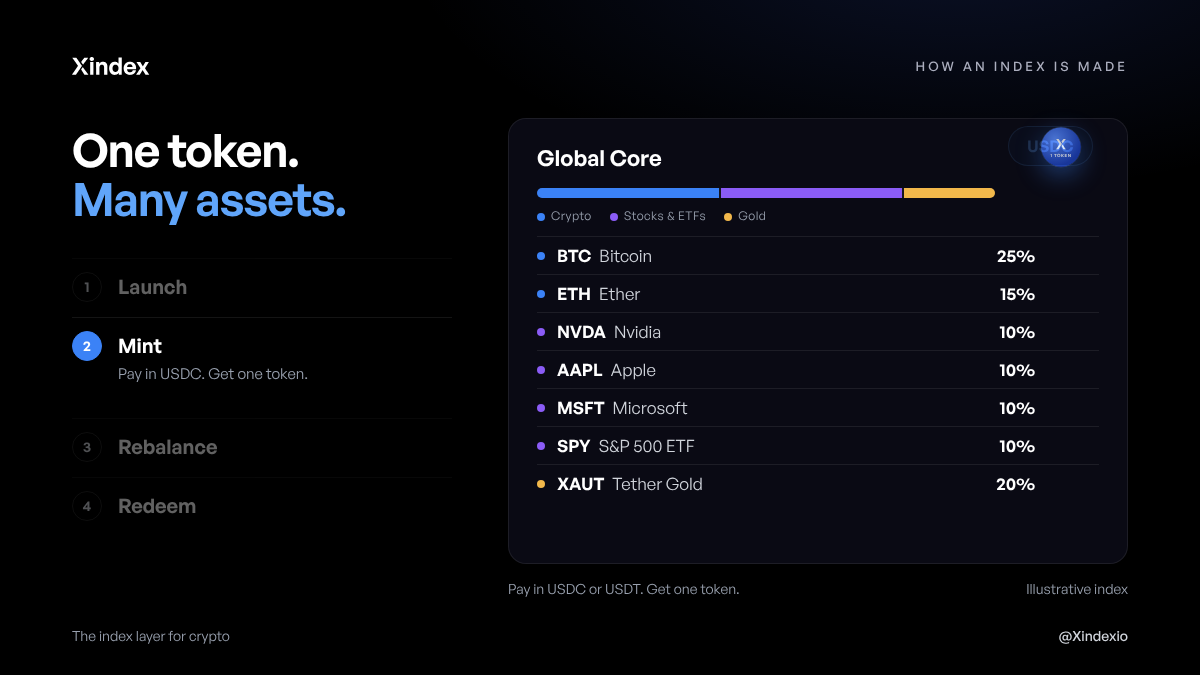 Xindex
HOW AN INDEX IS MADE
One token.
Many assets.
1 Launch
2 Mint
Pay in USDC. Get one token.
3 Rebalance
4 Redeem
Global Core
USDC
X
1 TOKEN
Crypto Stocks & ETFs Gold
BTC Bitcoin 25%
ETH Ether 15%
NVDA Nvidia 10%
AAPL Apple 10%
MSFT Microsoft 10%
SPY S&P 500 ETF 10%
XAUT Tether Gold 20%
Pay in USDC or USDT. Get one token.
Illustrative index
The index layer for crypto
@Xindexio